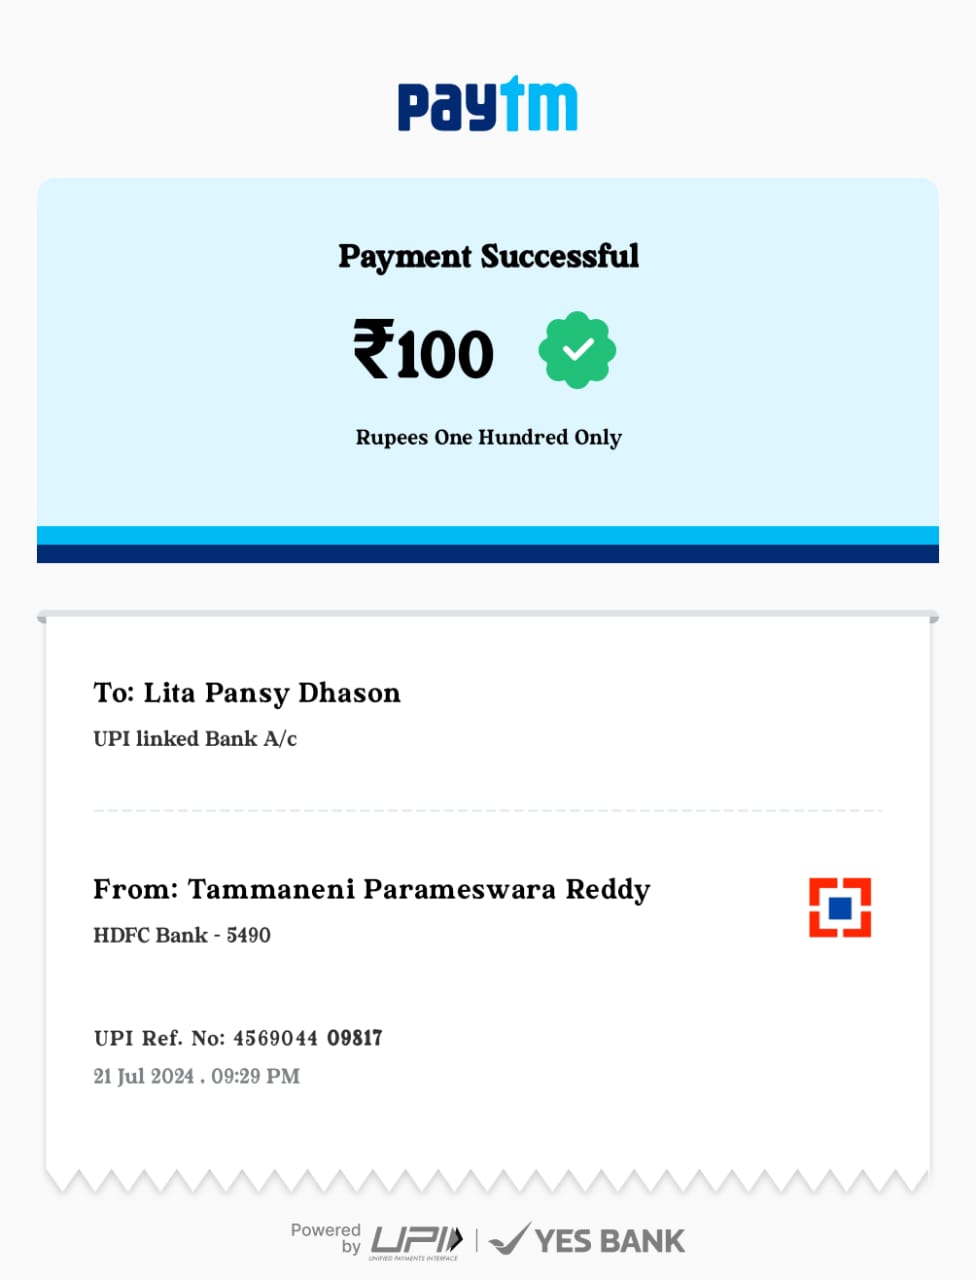 paytm
Payment Successful
₹100
Rupees One Hundred Only
To: Lita Pansy Dhason
UPI linked Bank A/c
From: Tammaneni Parameswara Reddy
HDFC Bank - 5490
UPI Ref. No: 4569044 09817
21 Jul 2024 . 09:29 PM
Powered by UPI | YES BANK
UNIFIED PAYMENTS INTERFACE